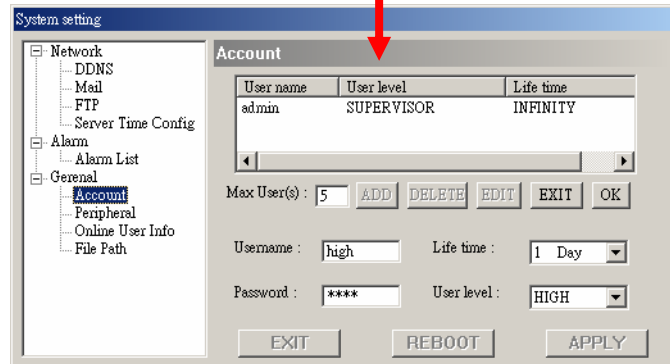 System setting
Network
DDNS
Mail
FTP
Server Time Config
Alarm
Alarm List
Gerenal
Account
Peripheral
Online User Info
File Path
Account
User name User level Life time
admin SUPERVISOR INFINITY
Max User(s) : 5 ADD DELETE EDIT EXIT OK
Username : high Life time : 1 Day
Password : **** User level : HIGH
EXIT REBOOT APPLY